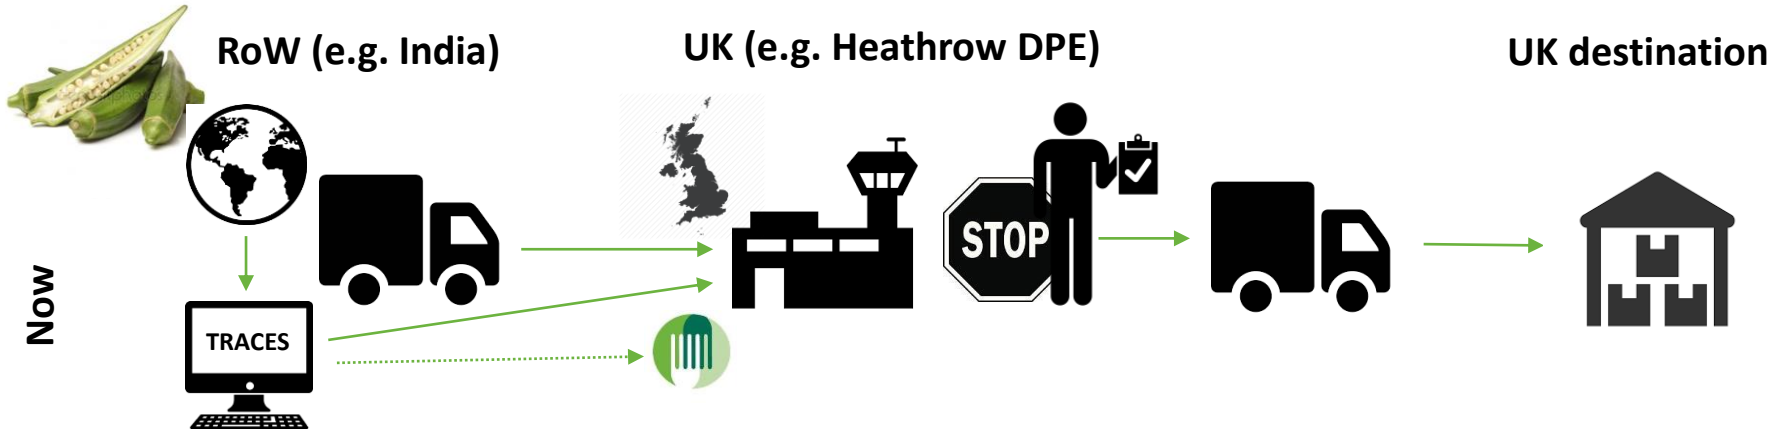 RoW (e.g. India)
UK (e.g. Heathrow DPE)
UK destination
STOP
Now
TRACES